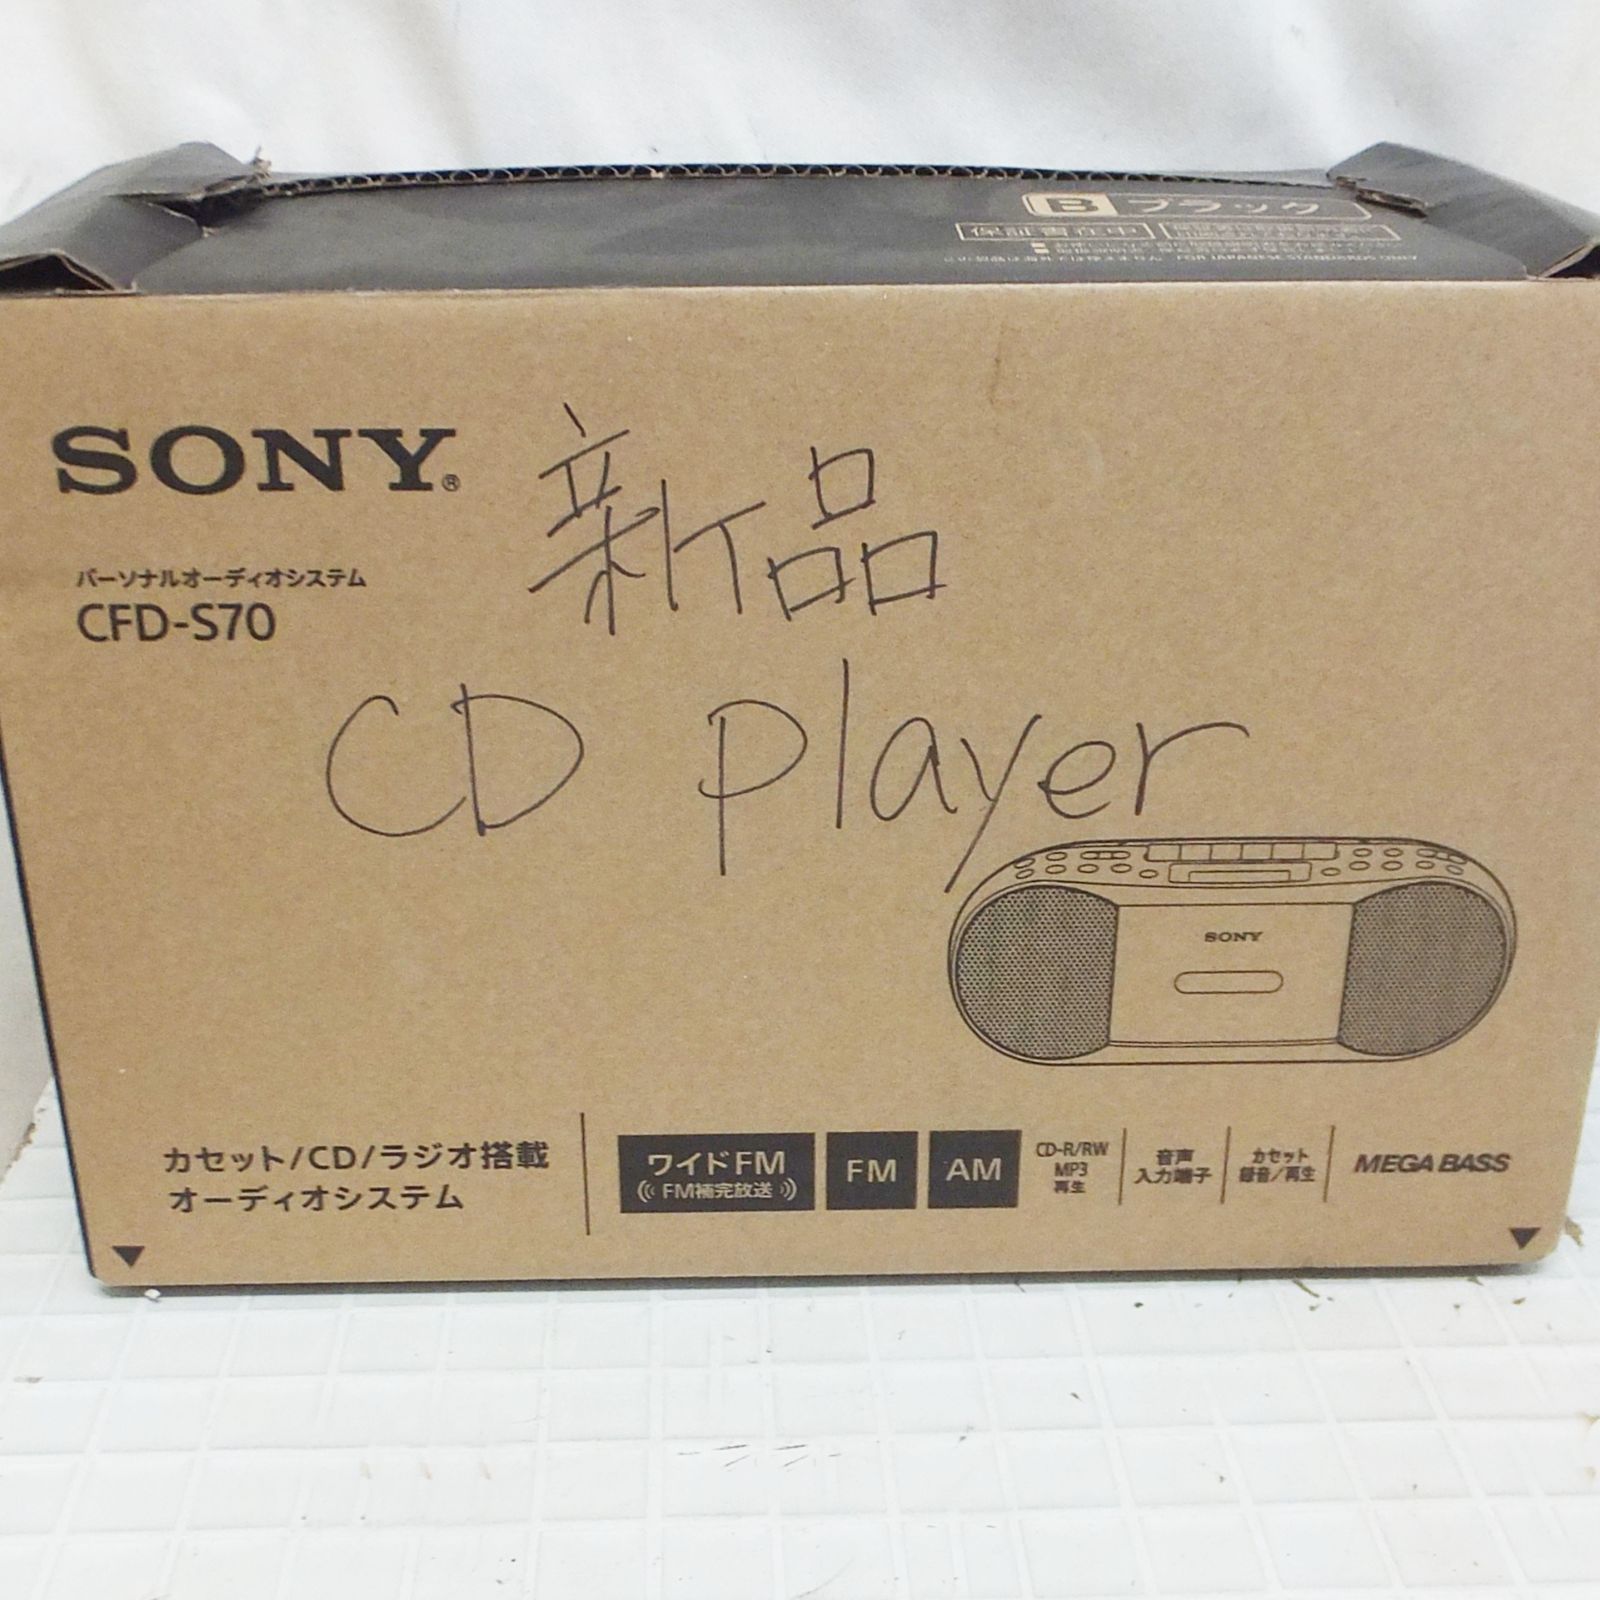 B ブラック
保証書在中
FOR JAPANESE STANDARDS ONLY
SONY®
新品
パーソナルオーディオシステム
CFD-S70
CD player
SONY
カセット/CD/ラジオ搭載
オーディオシステム
ワイドFM
FM補完放送
FM
AM
CD-R/RW
MP3
再生
音声
入力端子
カセット
録音/再生
MEGA BASS